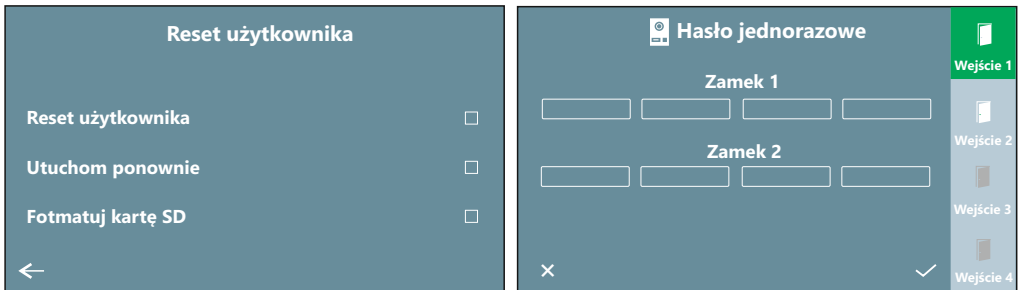 Reset użytkownika
Reset użytkownika
Utuchom ponownie
Fotmatuj kartę SD
Hasło jednorazowe
Zamek 1
Zamek 2
Wejście 1
Wejście 2
Wejście 3
Wejście 4